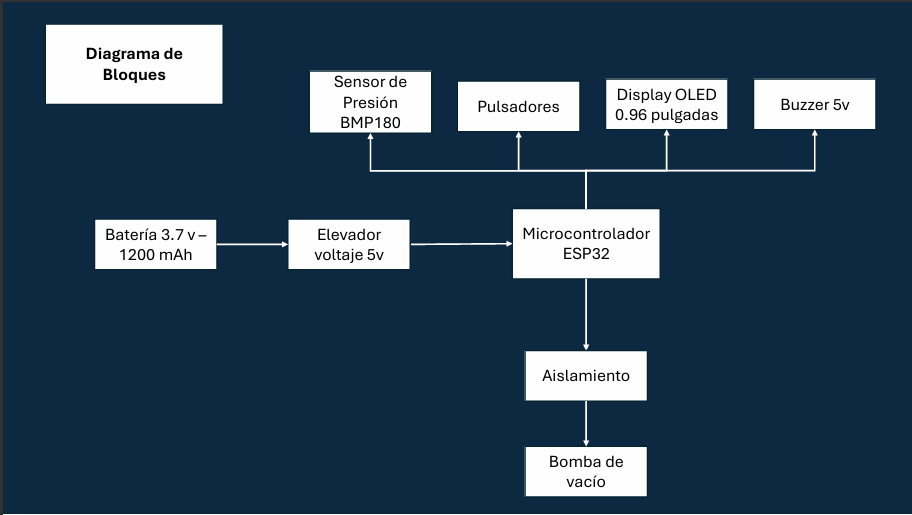 Diagrama de
Bloques
Sensor de
Presión
BMP180
Pulsadores
Display OLED
0.96 pulgadas
Buzzer 5v
Batería 3.7 v –
1200 mAh
Elevador
voltaje 5v
Microcontrolador
ESP32
Aislamiento
Bomba de
vacío